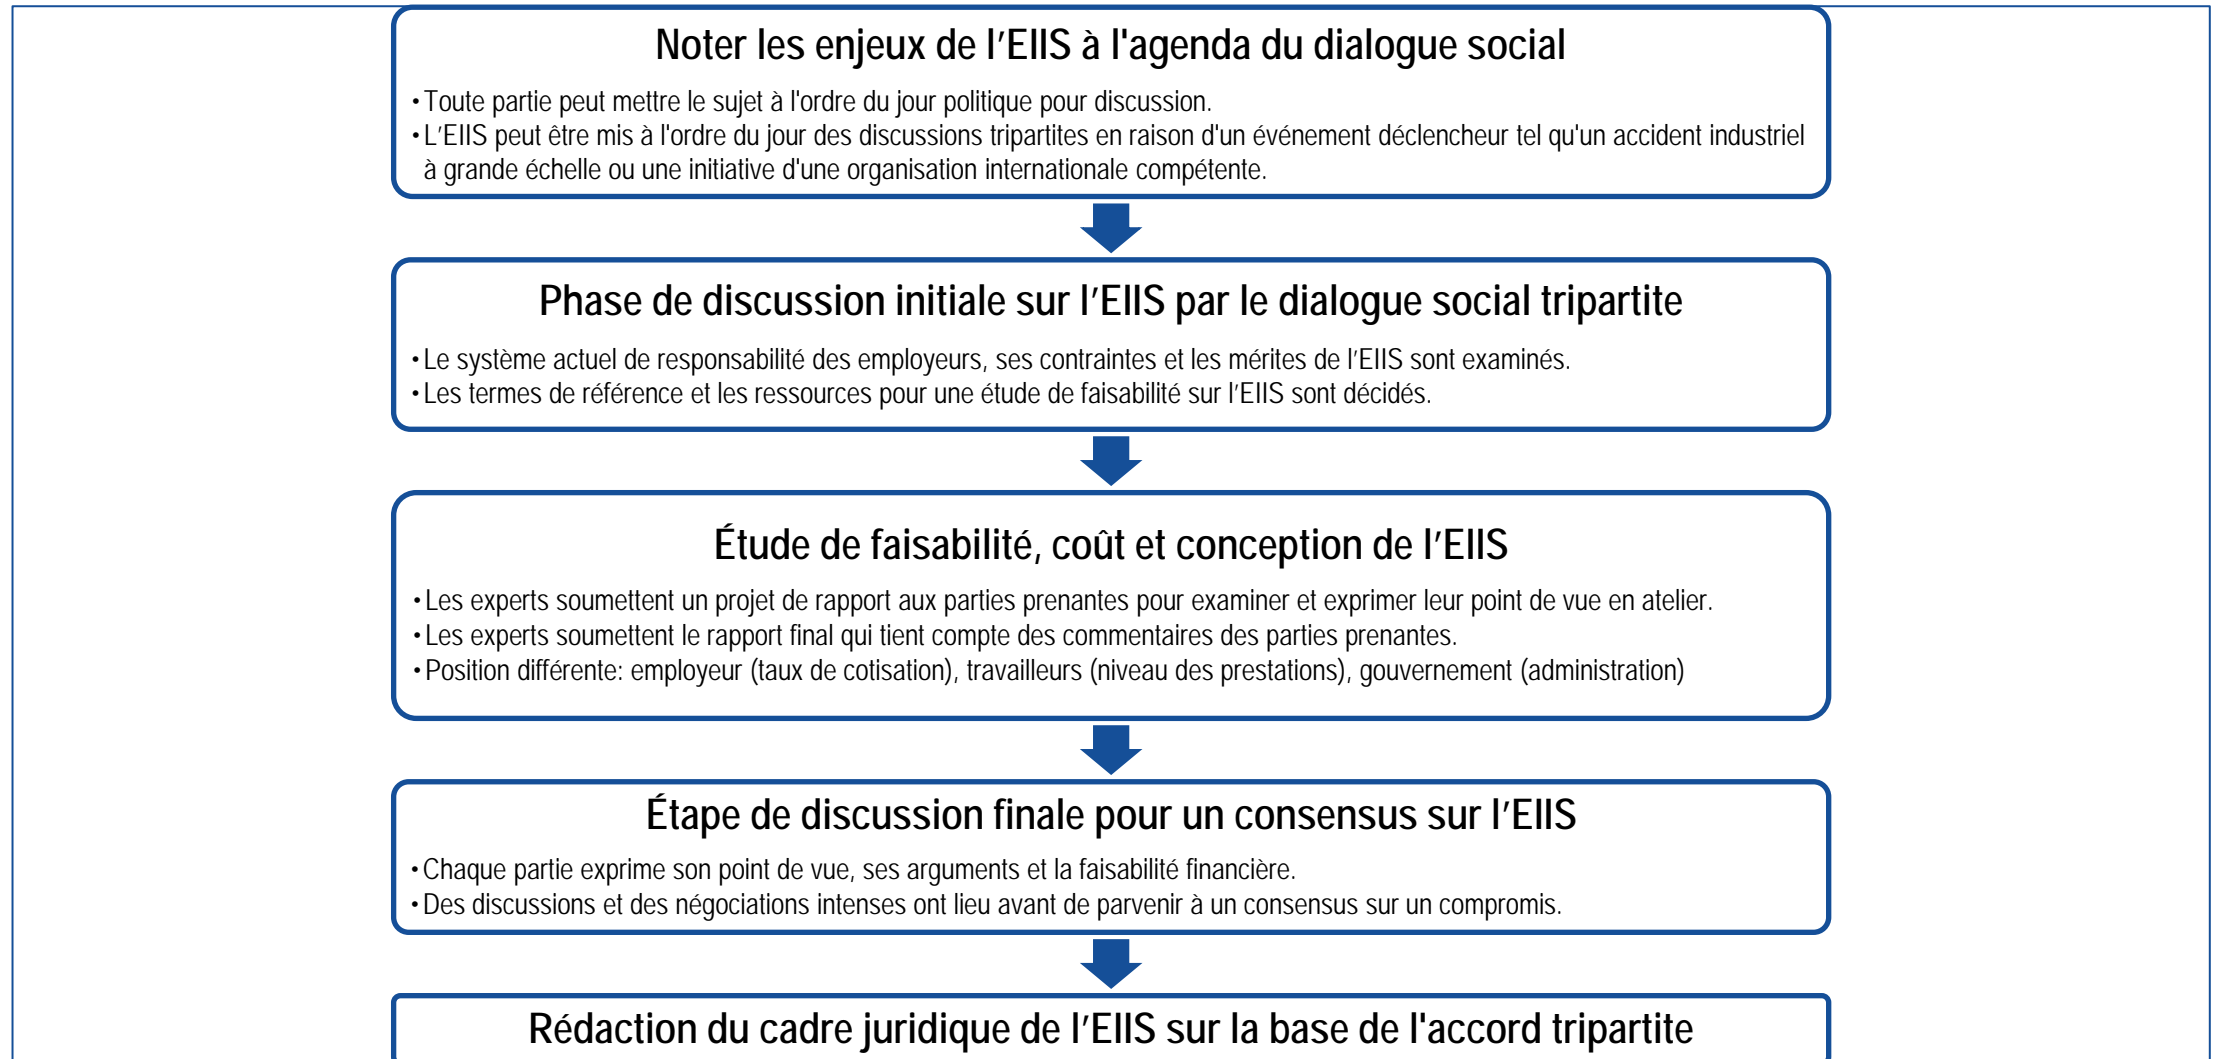 Noter les enjeux de l’EIIS à l'agenda du dialogue social
•Toute partie peut mettre le sujet à l'ordre du jour politique pour discussion.
•L’EIIS peut être mis à l'ordre du jour des discussions tripartites en raison d'un événement déclencheur tel qu'un accident industriel
à grande échelle ou une initiative d'une organisation internationale compétente.
Phase de discussion initiale sur l’EIIS par le dialogue social tripartite
•Le système actuel de responsabilité des employeurs, ses contraintes et les mérites de l’EIIS sont examinés.
•Les termes de référence et les ressources pour une étude de faisabilité sur l’EIIS sont décidés.
Étude de faisabilité, coût et conception de l’EIIS
•Les experts soumettent un projet de rapport aux parties prenantes pour examiner et exprimer leur point de vue en atelier.
•Les experts soumettent le rapport final qui tient compte des commentaires des parties prenantes.
•Position différente: employeur (taux de cotisation), travailleurs (niveau des prestations), gouvernement (administration)
Étape de discussion finale pour un consensus sur l’EIIS
•Chaque partie exprime son point de vue, ses arguments et la faisabilité financière.
•Des discussions et des négociations intenses ont lieu avant de parvenir à un consensus sur un compromis.
Rédaction du cadre juridique de l’EIIS sur la base de l'accord tripartite